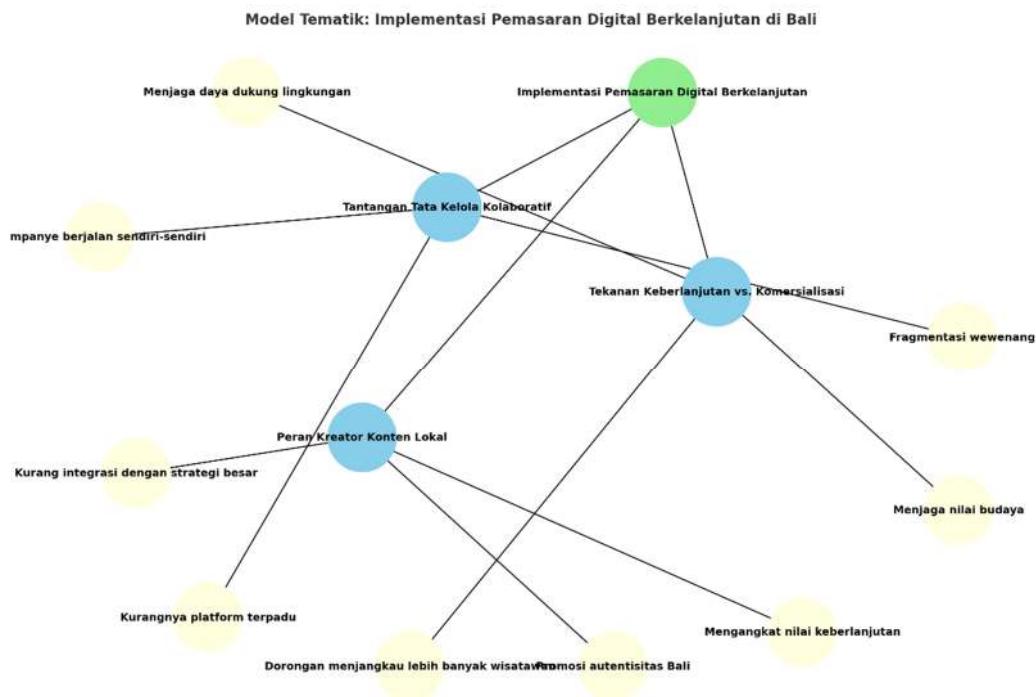 Model Tematik: Implementasi Pemasaran Digital Berkelanjutan di Bali
Menjaga daya dukung lingkungan
Implementasi Pemasaran Digital Berkelanjutan
Tantangan Tata Kelola Kolaboratif
mpanye berjalan sendiri-sendiri
Tekanan Keberlanjutan vs. Komersialisasi
Fragmentasi wewenang
Peran Kreator Konten Lokal
Kurang integrasi dengan strategi besar
Menjaga nilai budaya
Kurangnya platform terpadu
Mengangkat nilai keberlanjutan
Dorongan menjangkau lebih banyak
Promosi autentisitas Bali